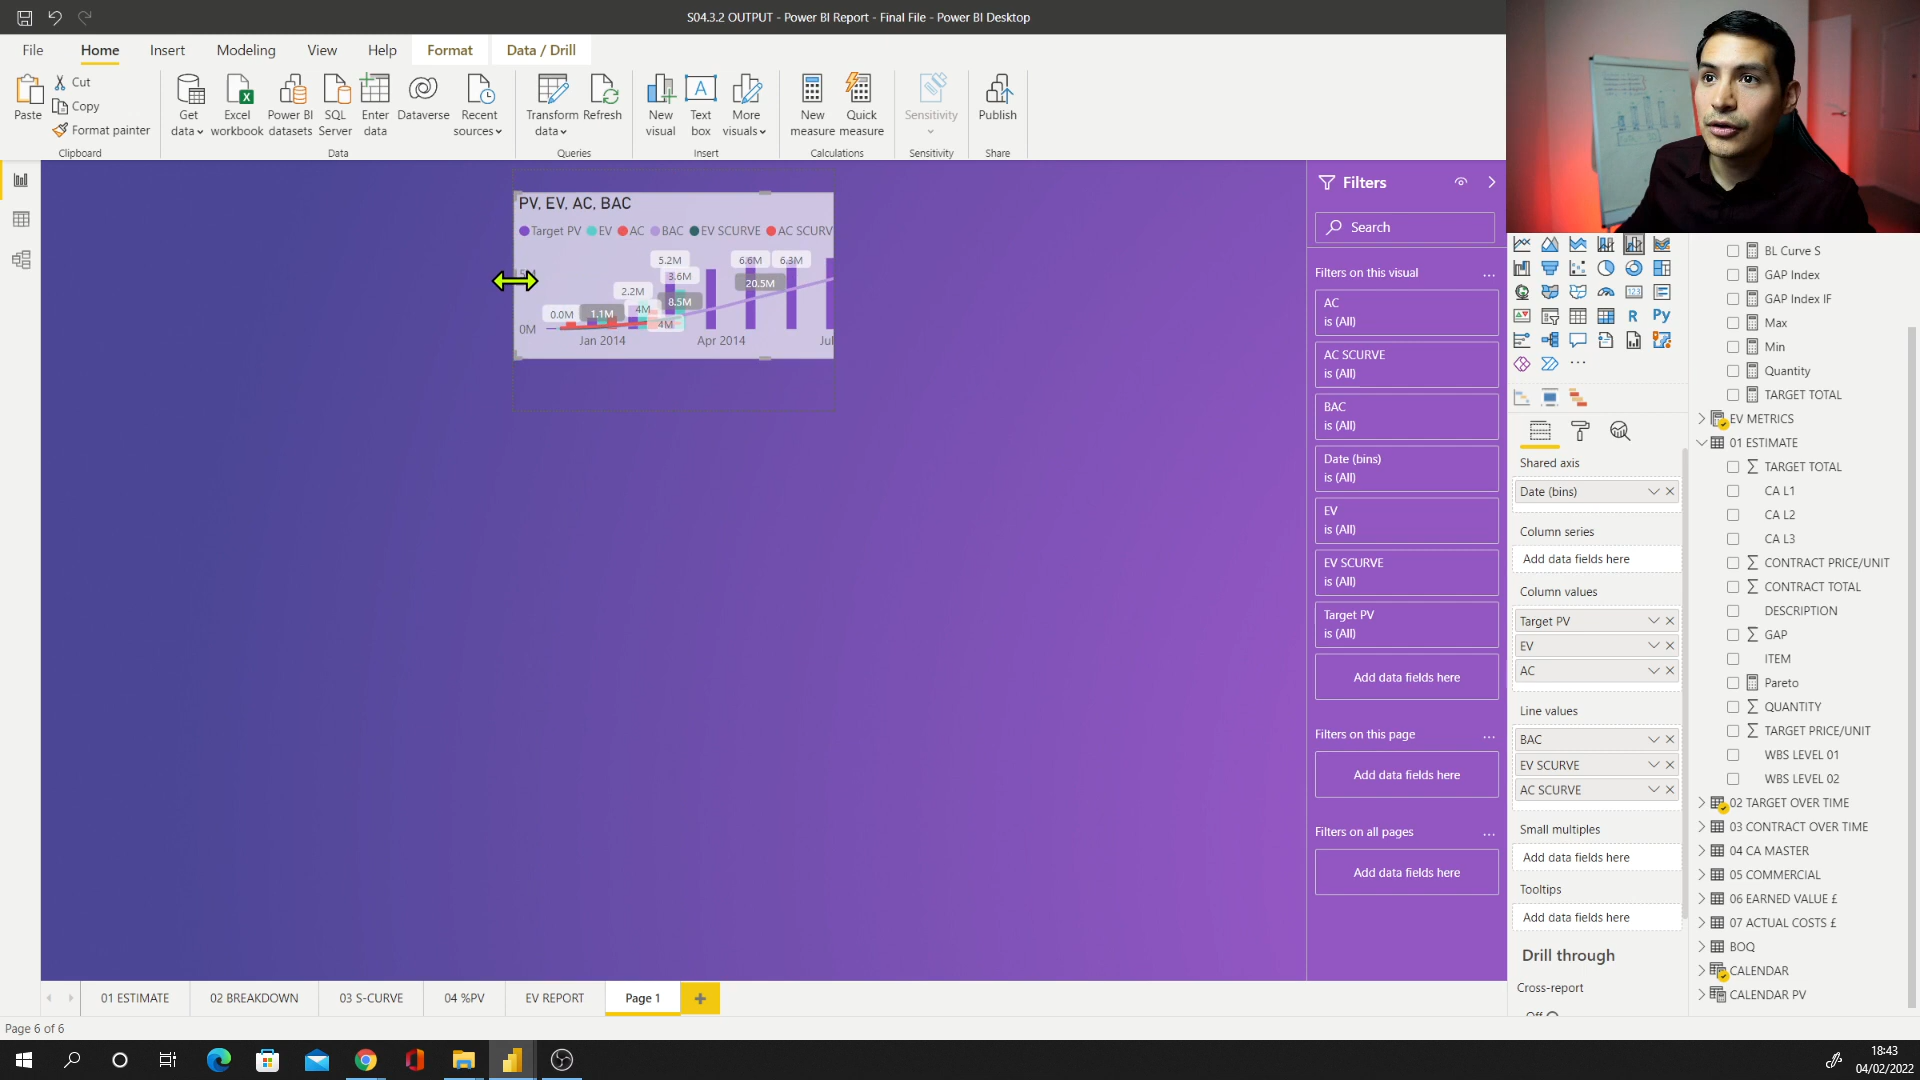 S04.3.2 OUTPUT - Power BI Report - Final File - Power BI Desktop
File Home Insert Modeling View Help Format Data / Drill
Paste
Cut
Copy
Format painter
Clipboard
Get data
Excel workbook
Power BI datasets
SQL Server
Enter data
Dataverse
Recent sources
Data
Transform data
Refresh
Queries
New visual
Text box
More visuals
Insert
New measure
Quick measure
Calculations
Sensitivity
Sensitivity
Publish
Share
PV, EV, AC, BAC
Target PV EV AC BAC EV SCURVE AC SCURV
5.2M 6.6M 6.3M
3.6M
20.5M
2.2M
8.5M
4M
0.0M 1.1M
4M
0M
Jan 2014 Apr 2014 Jul
Filters
Search
Filters on this visual ...
AC
is (All)
AC SCURVE
is (All)
BAC
is (All)
Date (bins)
is (All)
EV
is (All)
EV SCURVE
is (All)
Target PV
is (All)
Add data fields here
Filters on this page ...
Add data fields here
Filters on all pages ...
Add data fields here
123
R Py
...
Shared axis
Date (bins)
Column series
Add data fields here
Column values
Target PV
EV
AC
Line values
BAC
EV SCURVE
AC SCURVE
Small multiples
Add data fields here
Tooltips
Add data fields here
Drill through
Cross-report
Off
BL Curve S
GAP Index
GAP Index IF
Max
Min
Quantity
TARGET TOTAL
EV METRICS
01 ESTIMATE
TARGET TOTAL
CA L1
CA L2
CA L3
CONTRACT PRICE/UNIT
CONTRACT TOTAL
DESCRIPTION
GAP
ITEM
Pareto
QUANTITY
TARGET PRICE/UNIT
WBS LEVEL 01
WBS LEVEL 02
02 TARGET OVER TIME
03 CONTRACT OVER TIME
04 CA MASTER
05 COMMERCIAL
06 EARNED VALUE £
07 ACTUAL COSTS £
BOQ
CALENDAR
CALENDAR PV
01 ESTIMATE 02 BREAKDOWN 03 S-CURVE 04 %PV EV REPORT Page 1 +
Page 6 of 6
18:43
04/02/2022